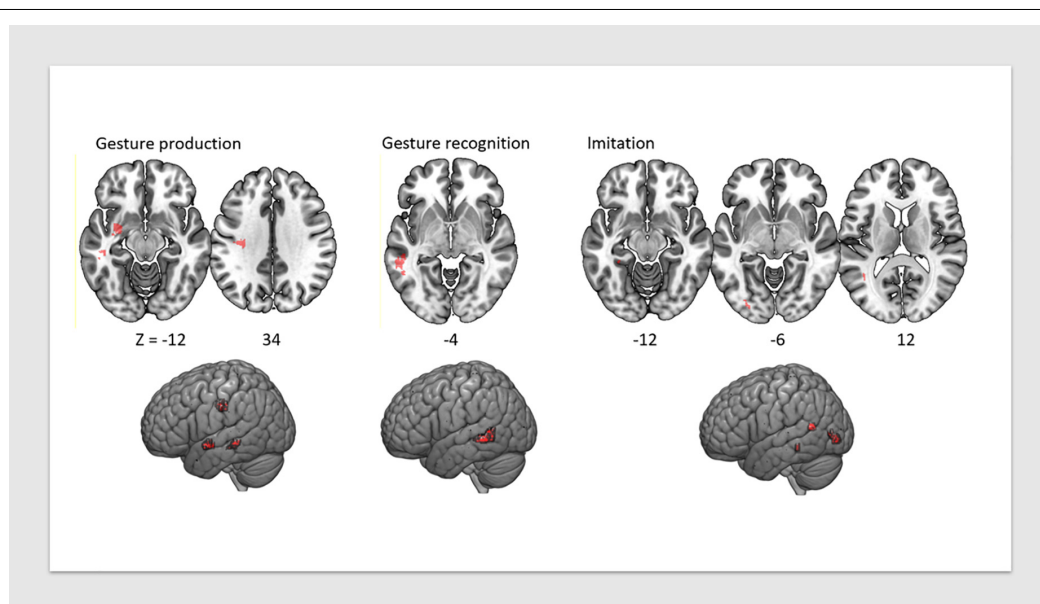 Gesture production
Gesture recognition
Imitation
Z = -12
34
-4
-12
-6
12